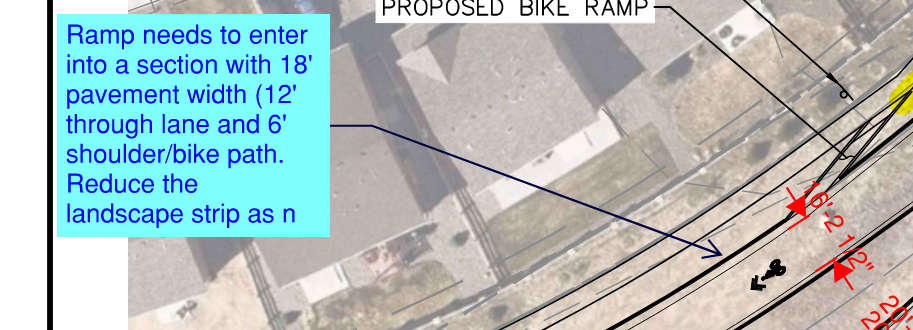 PROPOSED BIKE RAMP
Ramp needs to enter
into a section with 18'
pavement width (12'
through lane and 6'
shoulder/bike path.
Reduce the
landscape strip as n
16' 2 1/2"
20'